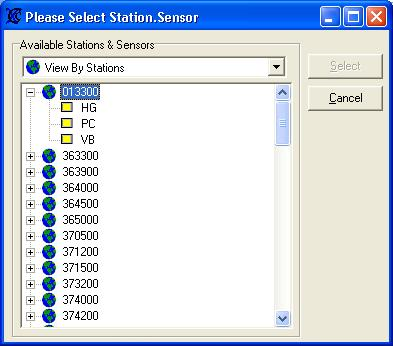 Please Select Station.Sensor
Available Stations & Sensors
View By Stations
Select
Cancel
013300
HG
PC
VB
363300
363900
364000
364500
365000
370500
371200
371500
373200
374000
374200